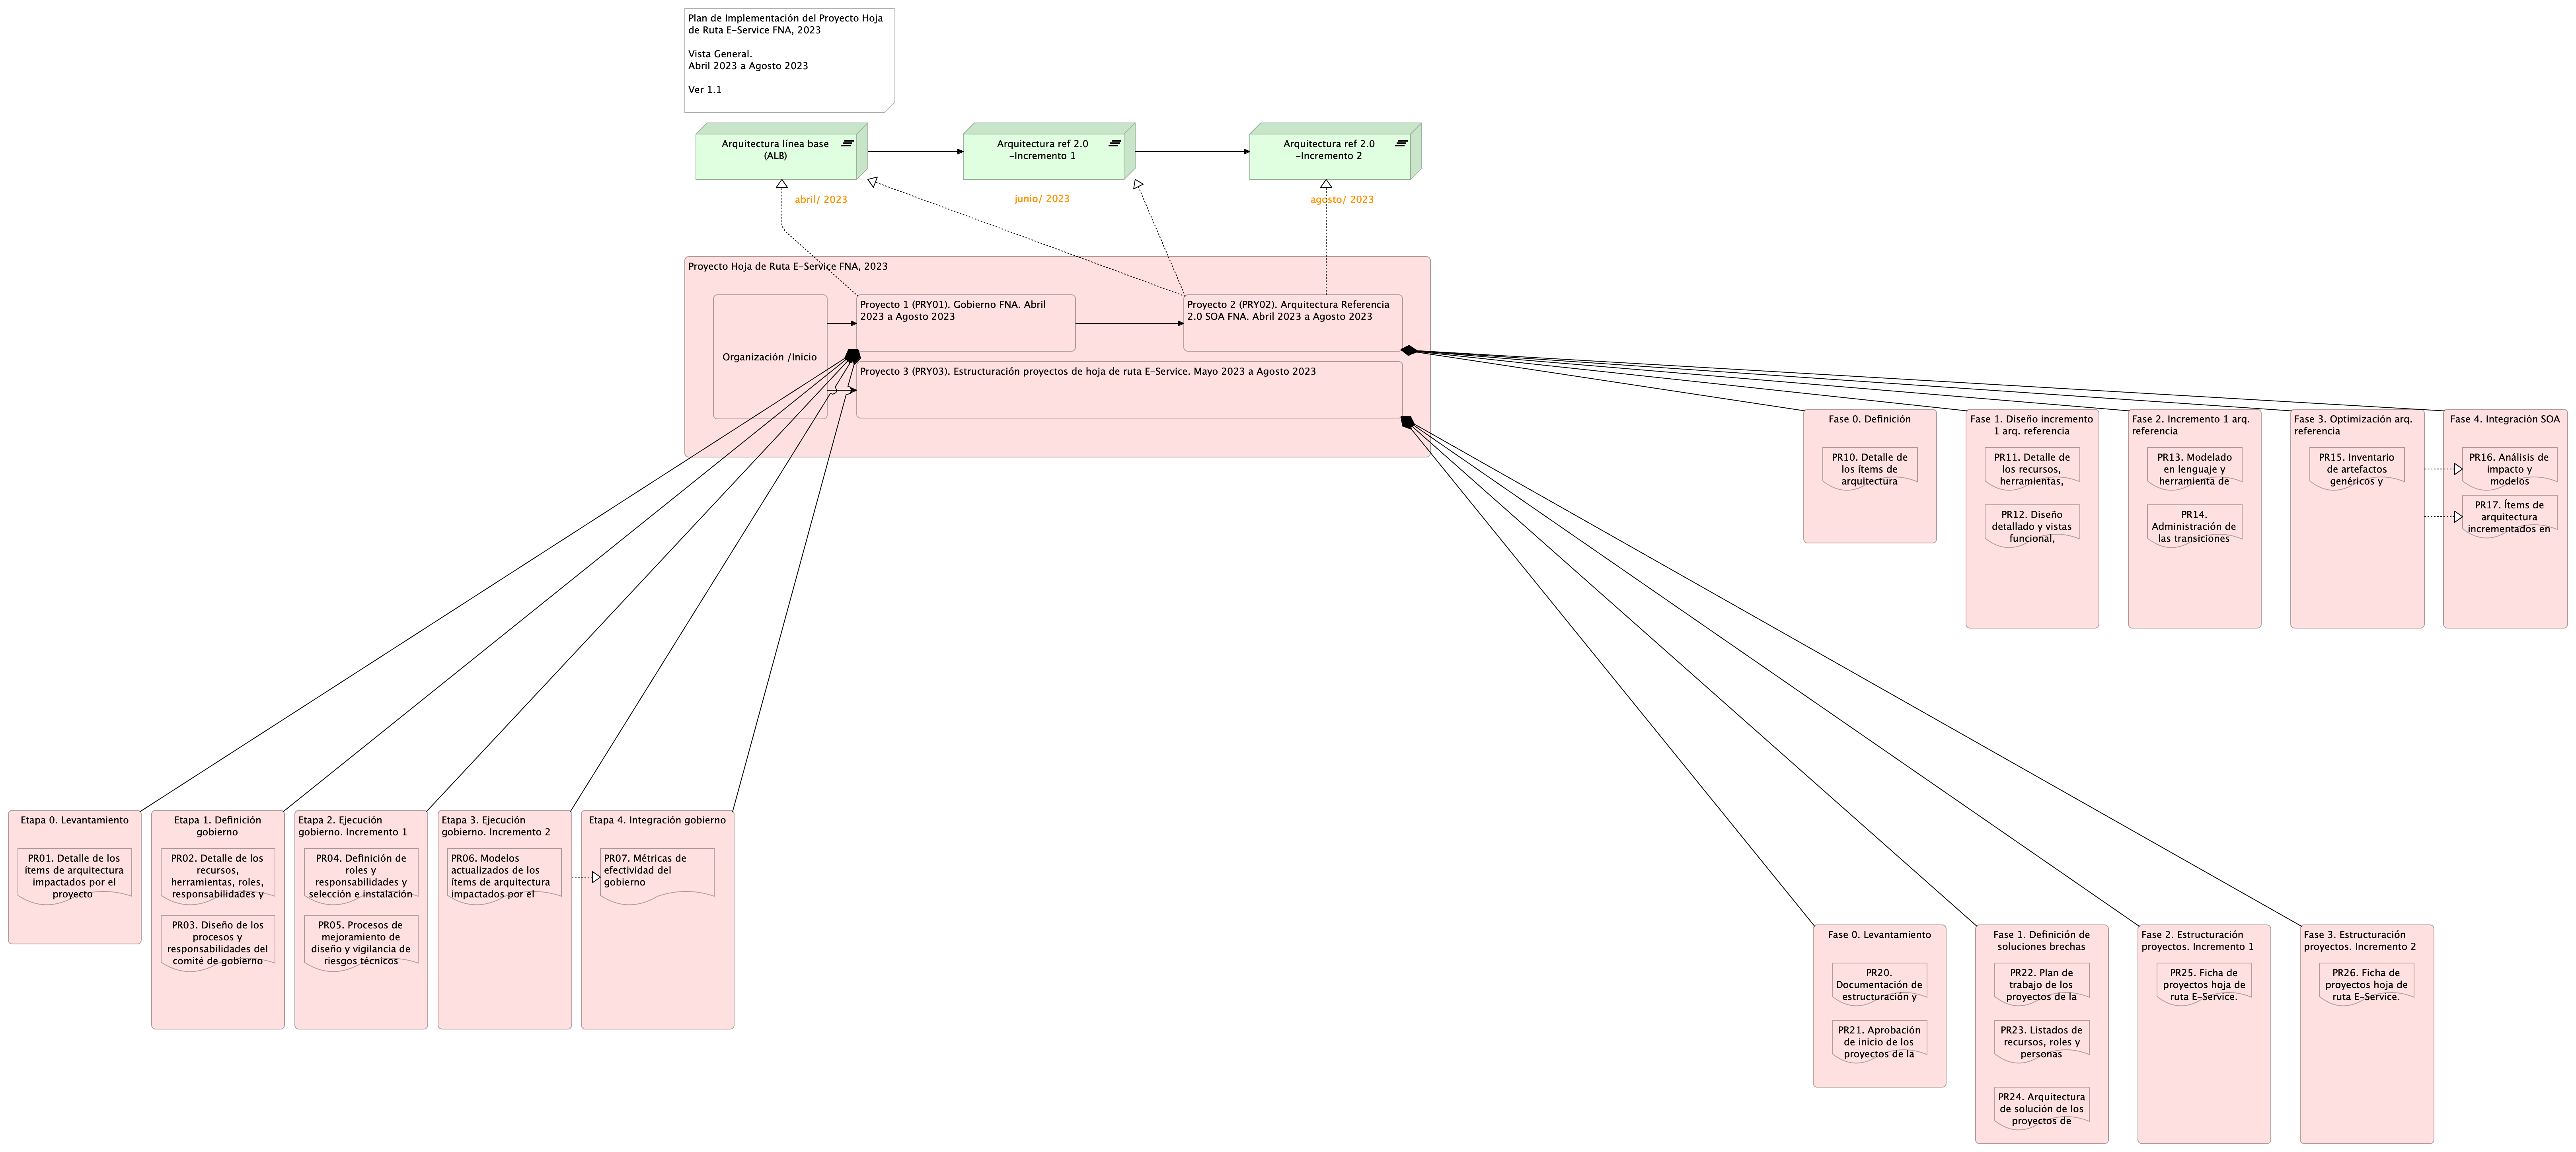 Plan de Implementación del Proyecto Hoja
de Ruta E-Service FNA, 2023
Vista General.
Abril 2023 a Agosto 2023
Ver 1.1
Arquitectura línea base
(ALB)
Arquitectura ref 2.0
-Incremento 1
Arquitectura ref 2.0
-Incremento 2
abril/ 2023
junio/ 2023
agosto/ 2023
Proyecto Hoja de Ruta E-Service FNA, 2023
Organización /Inicio
Proyecto 1 (PRY01). Gobierno FNA. Abril
2023 a Agosto 2023
Proyecto 2 (PRY02). Arquitectura Referencia
2.0 SOA FNA. Abril 2023 a Agosto 2023
Proyecto 3 (PRY03). Estructuración proyectos de hoja de ruta E-Service. Mayo 2023 a Agosto 2023
Fase 0. Definición
PR10. Detalle de
los ítems de
arquitectura
Fase 1. Diseño incremento
1 arq. referencia
PR11. Detalle de
los recursos,
herramientas,
PR12. Diseño
detallado y vistas
funcional,
Fase 2. Incremento 1 arq.
referencia
PR13. Modelado
en lenguaje y
herramienta de
PR14.
Administración de
las transiciones
Fase 3. Optimización arq.
referencia
PR15. Inventario
de artefactos
genéricos y
Fase 4. Integración SOA
PR16. Análisis de
impacto y
modelos
PR17. Ítems de
arquitectura
incrementados en
Etapa 0. Levantamiento
PR01. Detalle de los
ítems de arquitectura
impactados por el
proyecto
Etapa 1. Definición
gobierno
PR02. Detalle de los
recursos,
herramientas, roles,
responsabilidades y
PR03. Diseño de los
procesos y
responsabilidades del
comité de gobierno
Etapa 2. Ejecución
gobierno. Incremento 1
PR04. Definición de
roles y
responsabilidades y
selección e instalación
PR05. Procesos de
mejoramiento de
diseño y vigilancia de
riesgos técnicos
Etapa 3. Ejecución
gobierno. Incremento 2
PR06. Modelos
actualizados de los
ítems de arquitectura
impactados por el
Etapa 4. Integración gobierno
PR07. Métricas de
efectividad del
gobierno
Fase 0. Levantamiento
PR20.
Documentación de
estructuración y
PR21. Aprobación
de inicio de los
proyectos de la
Fase 1. Definición de
soluciones brechas
PR22. Plan de
trabajo de los
proyectos de la
PR23. Listados de
recursos, roles y
personas
PR24. Arquitectura
de solución de los
proyectos de
Fase 2. Estructuración
proyectos. Incremento 1
PR25. Ficha de
proyectos hoja de
ruta E-Service.
Fase 3. Estructuración
proyectos. Incremento 2
PR26. Ficha de
proyectos hoja de
ruta E-Service.